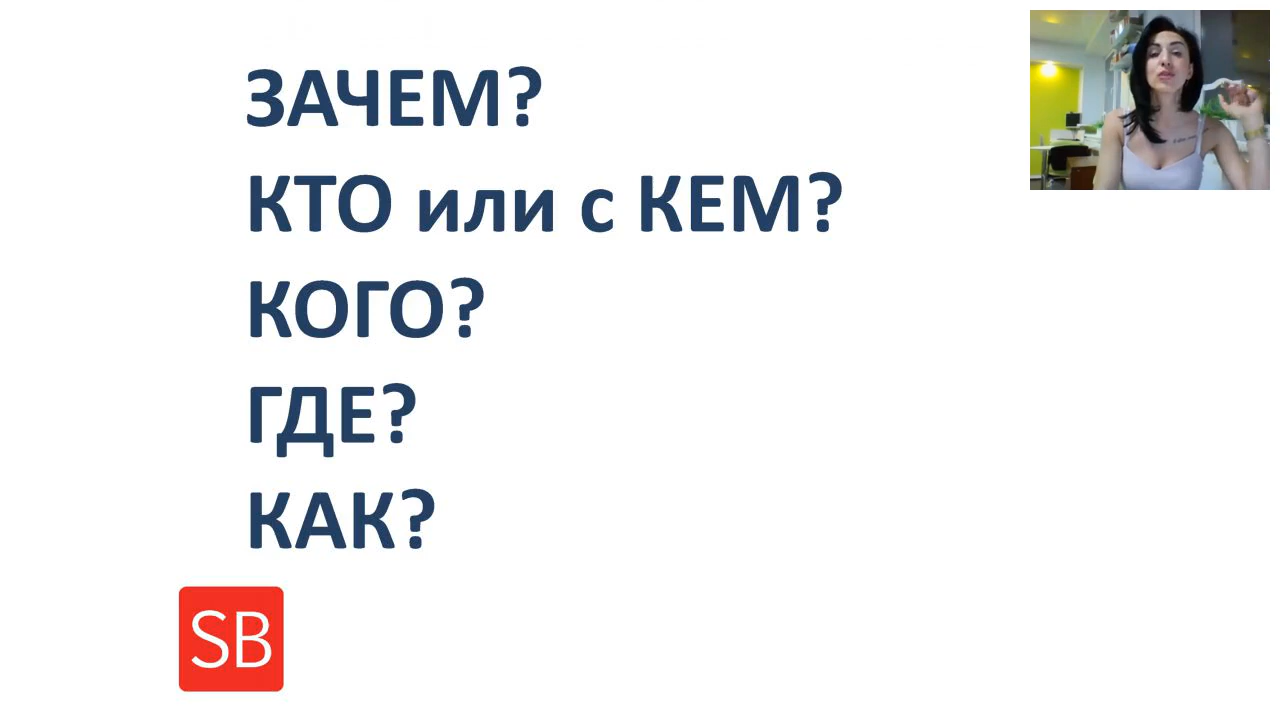 ЗАЧЕМ?
КТО или с КЕМ?
КОГО?
ГДЕ?
КАК?
SB